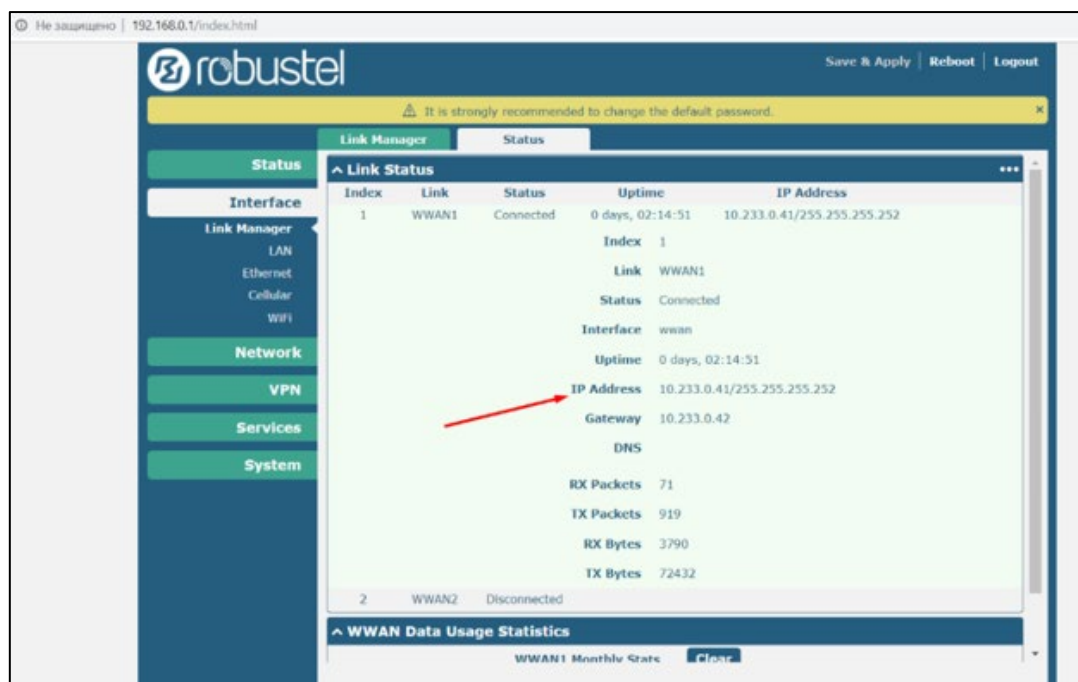 Не защищено | 192.168.0.1/index.html
robustel
Save & Apply | Reboot | Logout
It is strongly recommended to change the default password. ×
Link Manager Status
Status
Interface
Link Manager
LAN
Ethernet
Cellular
WiFi
Network
VPN
Services
System
Link Status
Index Link Status Uptime IP Address
1 WWAN1 Connected 0 days, 02:14:51 10.233.0.41/255.255.255.252
Index 1
Link WWAN1
Status Connected
Interface wwan
Uptime 0 days, 02:14:51
IP Address 10.233.0.41/255.255.255.252
Gateway 10.233.0.42
DNS
RX Packets 71
TX Packets 919
RX Bytes 3790
TX Bytes 72432
2 WWAN2 Disconnected
WWAN Data Usage Statistics
WWAN1 Monthly Stats Clear